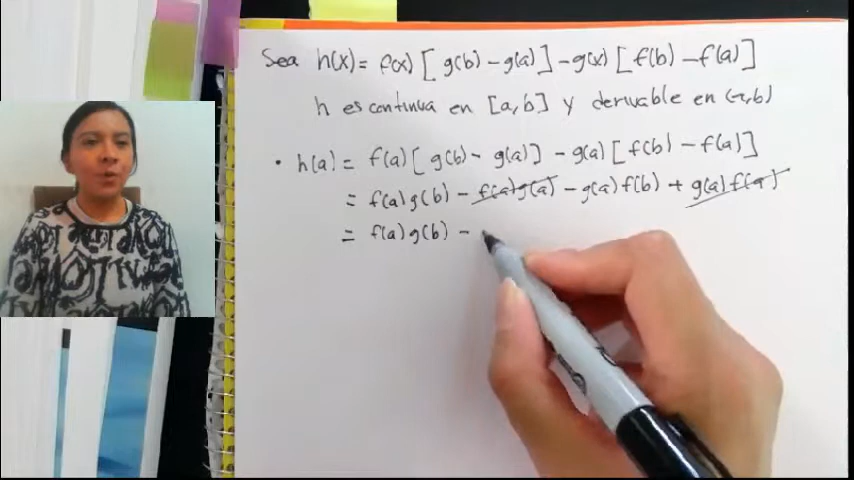 Sea h(x) = f(x) [ g(b) - g(a) ] - g(x) [ f(b) - f(a) ]
h es continua en [a,b] y derivable en (a,b)
• h(a) = f(a) [ g(b) - g(a) ] - g(a) [ f(b) - f(a) ]
= f(a)g(b) - f(a)g(a) - g(a)f(b) + g(a)f(a)
= f(a)g(b) -